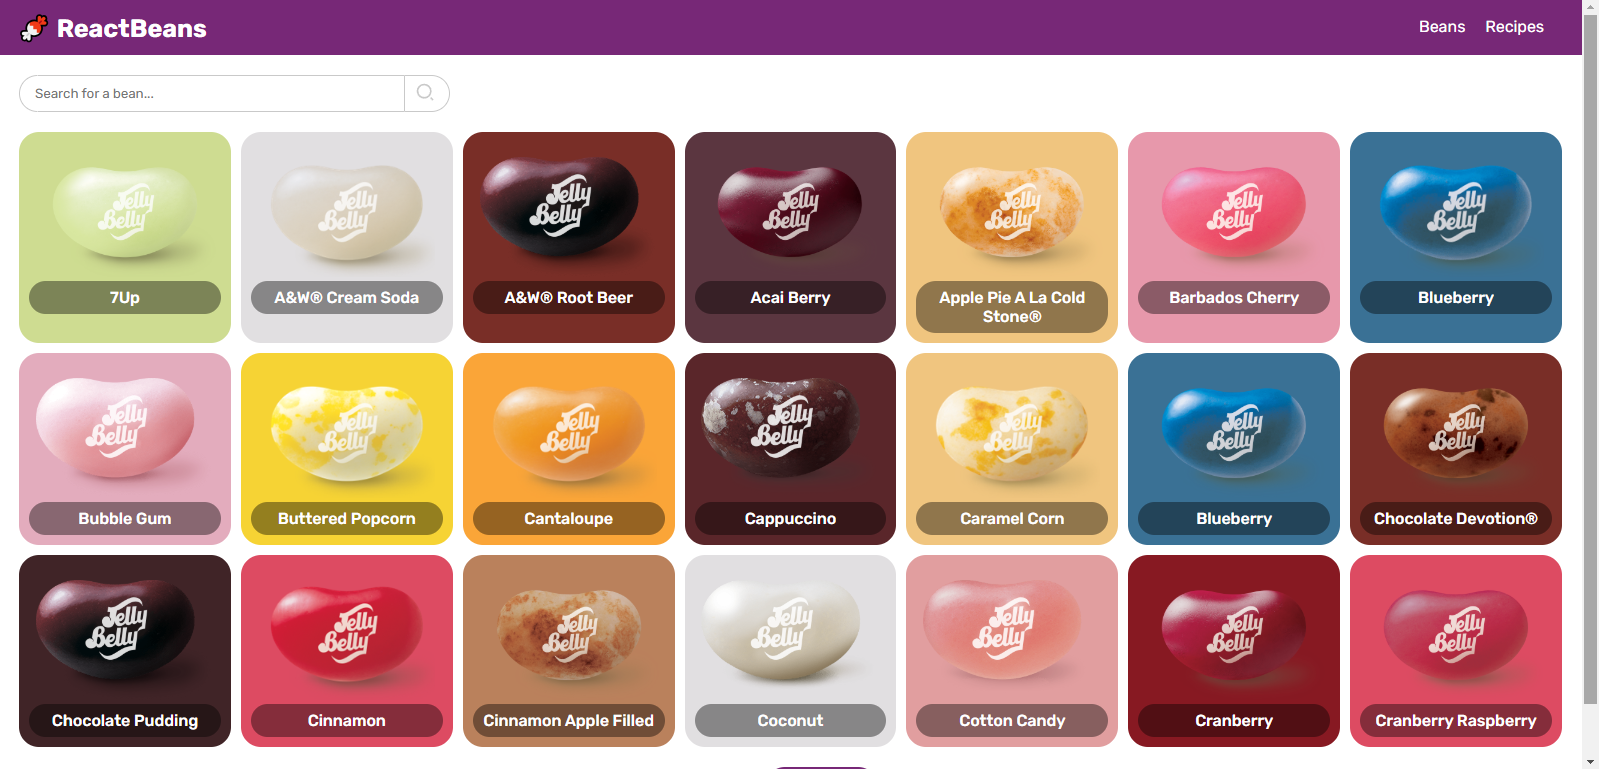 ReactBeans
Beans
Recipes
Search for a bean...
Jelly
Belly
Jelly
Belly
Jelly
Belly
Jelly
Belly
Jelly
Belly
Jelly
Belly
Jelly
Belly
7Up
A&W® Cream Soda
A&W® Root Beer
Acai Berry
Apple Pie A La Cold
Stone®
Barbados Cherry
Blueberry
Jelly
Belly
Jelly
Belly
Jelly
Belly
Jelly
Belly
Jelly
Belly
Jelly
Belly
Jelly
Belly
Bubble Gum
Buttered Popcorn
Cantaloupe
Cappuccino
Caramel Corn
Blueberry
Chocolate Devotion®
Jelly
Belly
Jelly
Belly
Jelly
Belly
Jelly
Belly
Jelly
Belly
Jelly
Belly
Jelly
Belly
Chocolate Pudding
Cinnamon
Cinnamon Apple Filled
Coconut
Cotton Candy
Cranberry
Cranberry Raspberry